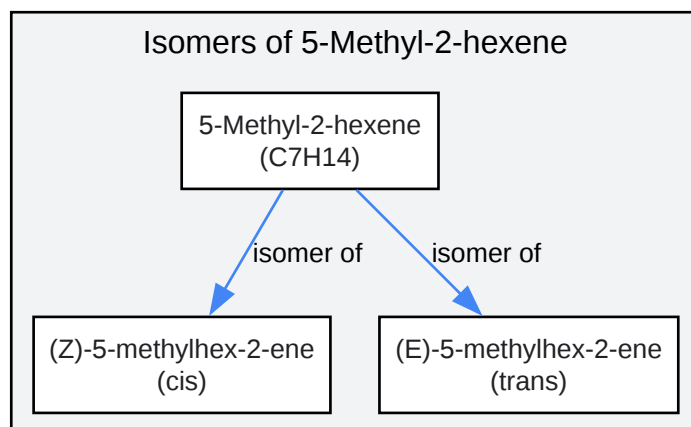 Isomers of 5-Methyl-2-hexene
5-Methyl-2-hexene
(C7H14)
isomer of
isomer of
(Z)-5-methylhex-2-ene
(cis)
(E)-5-methylhex-2-ene
(trans)